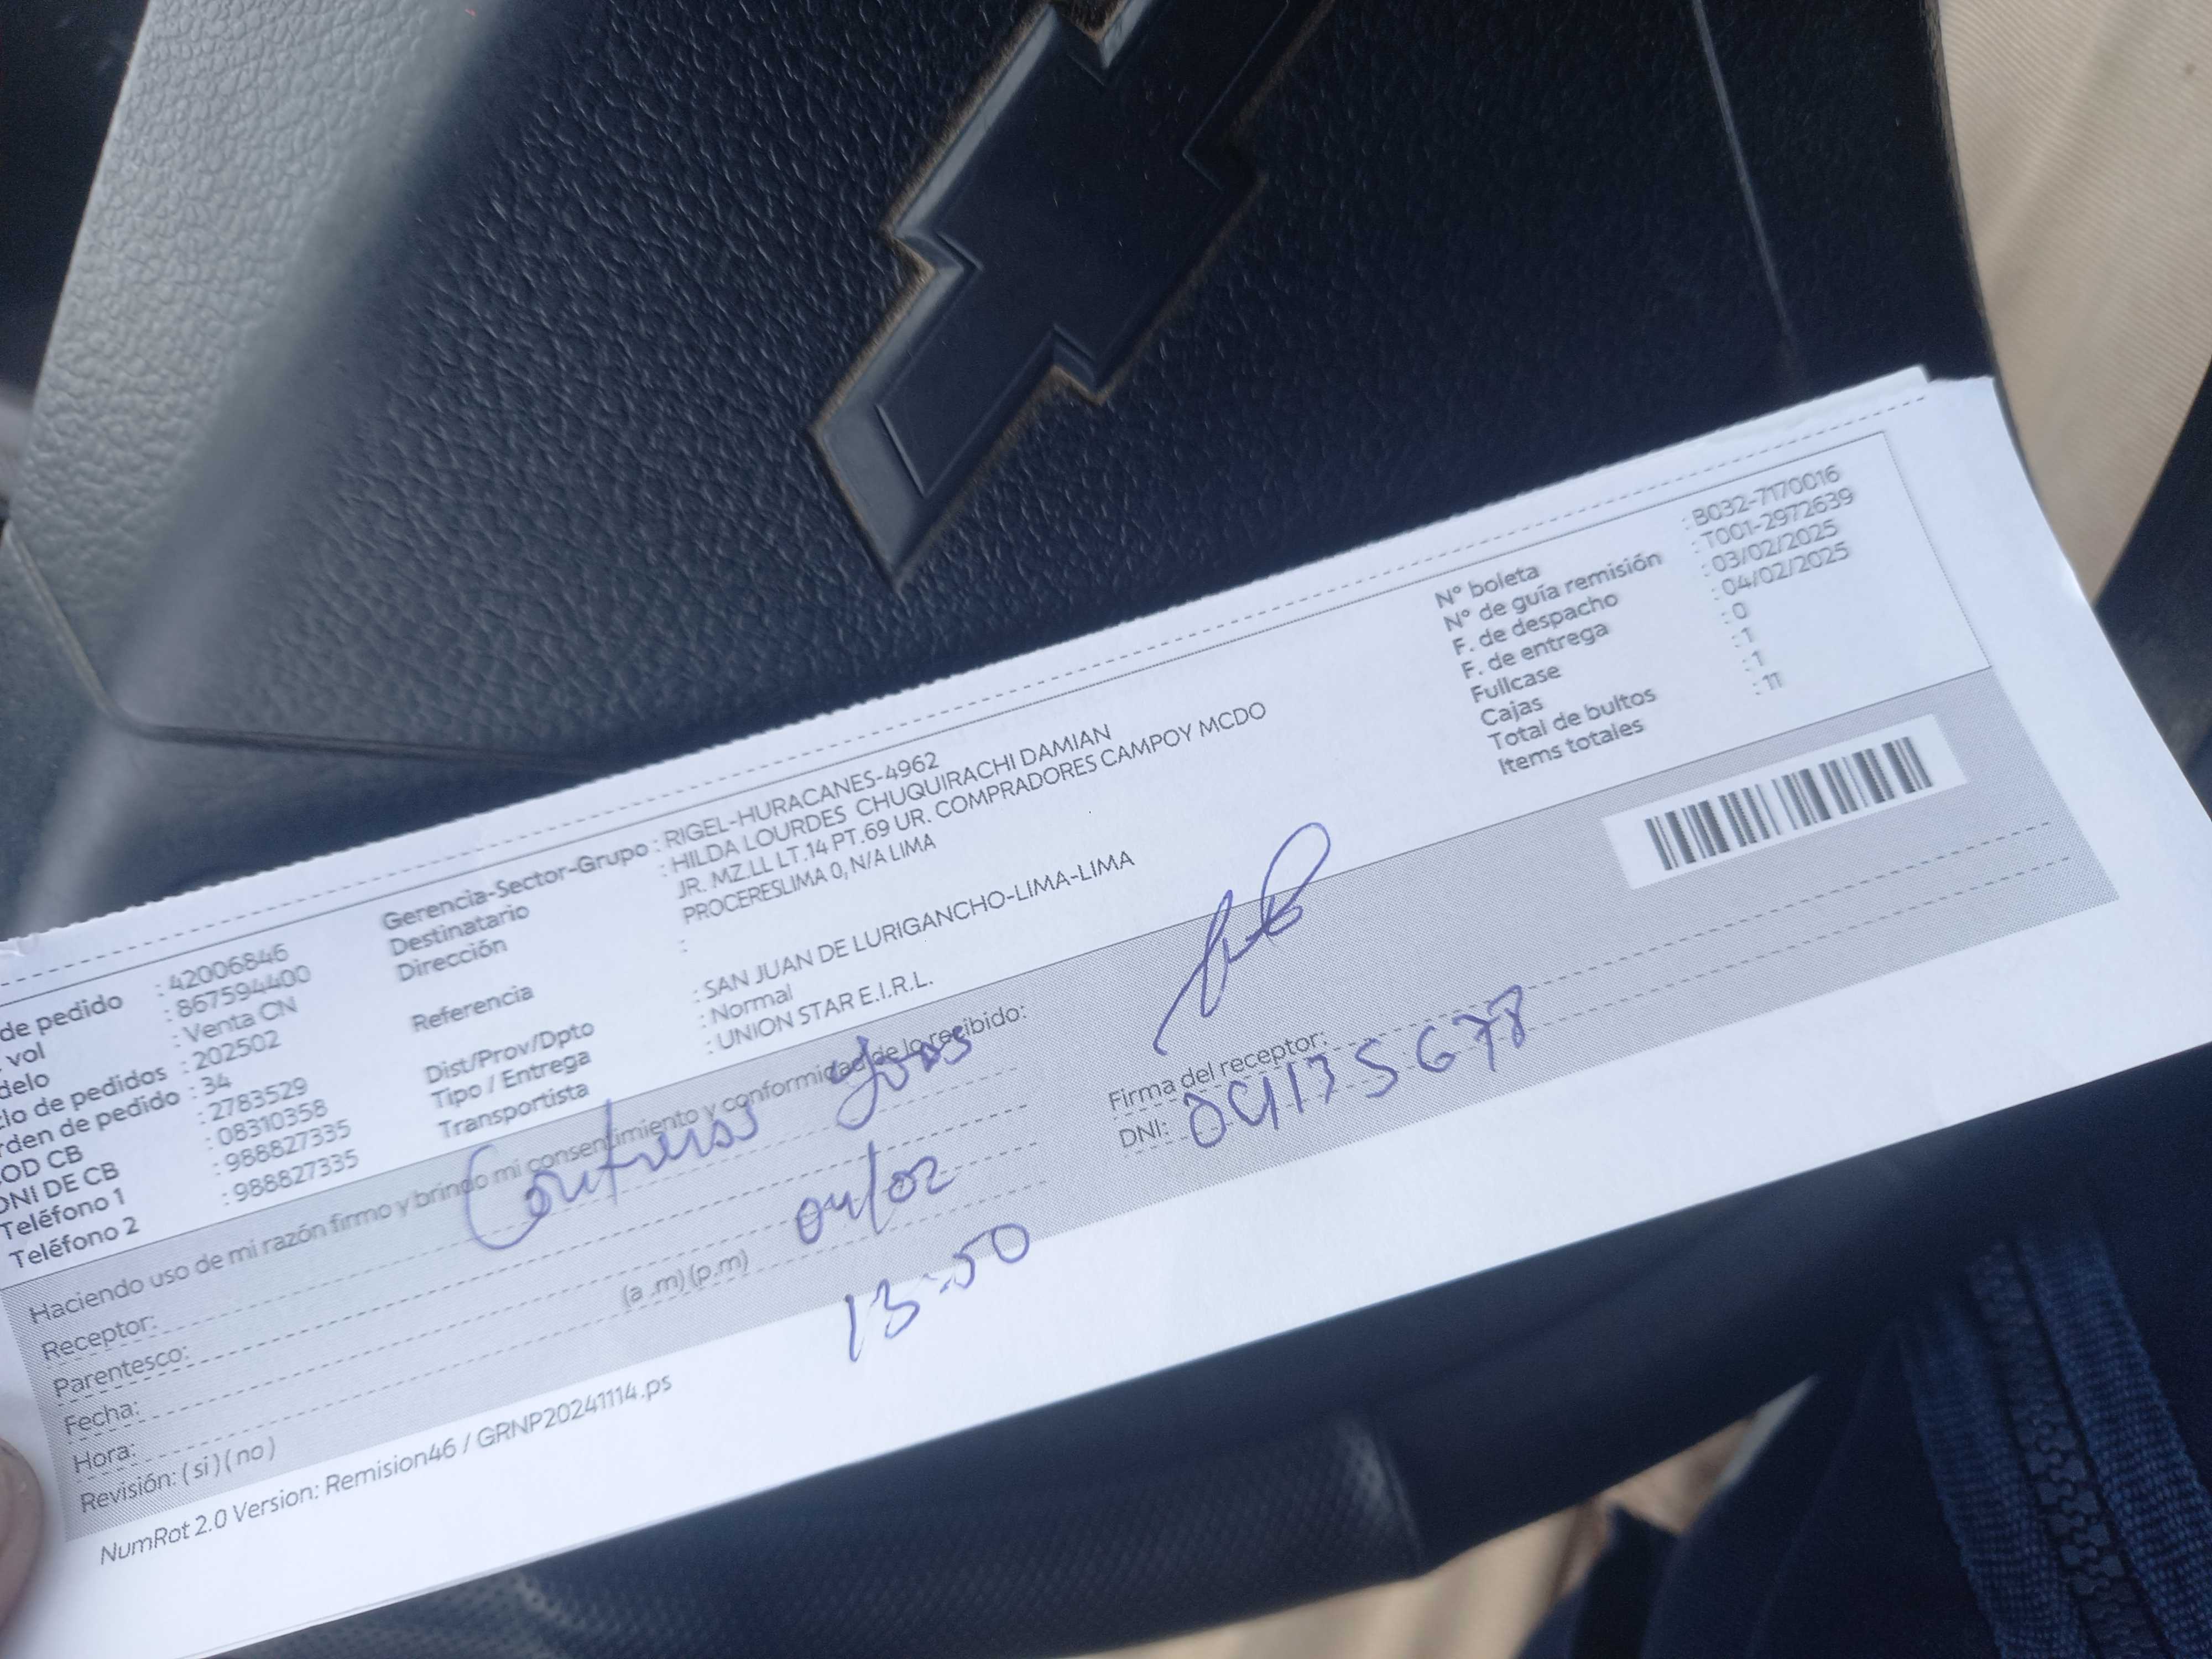 de pedido : 42006846
vol : 867594400
delo : Venta CN
clo de pedidos : 202502
rden de pedido : 34
OD CB : 2783529
DNI DE CB : 08310358
Teléfono 1 : 988827335
Teléfono 2 : 988827335
Gerencia-Sector-Grupo : RIGEL-HURACANES-4962
Destinatario : HILDA LOURDES CHUQUIRACHI DAMIAN
Dirección JR. MZ.LL LT.14 PT.69 UR. COMPRADORES CAMPOY MCDO
PROCERESLIMA 0, N/A LIMA
Referencia :
Dist/Prov/Dpto : SAN JUAN DE LURIGANCHO-LIMA-LIMA
Tipo / Entrega : Normal
Transportista : UNION STAR E.I.R.L.
N° boleta : B032-7170016
N° de guía remisión : T001-2972639
F. de despacho : 03/02/2025
F. de entrega : 04/02/2025
Fullcase : 0
Cajas : 1
Total de bultos : 1
Items totales : 11
Haciendo uso de mi razón firmo y brindo mi consentimiento y conformidad de lo recibido:
Receptor: Contreras
Parentesco:
Fecha: 04/02
Hora: (a .m) (p.m) 13:50
Revisión: ( si ) ( no )
Firma del receptor:
DNI:
NumRot 2.0 Version: Remision46 / GRNP20241114.ps